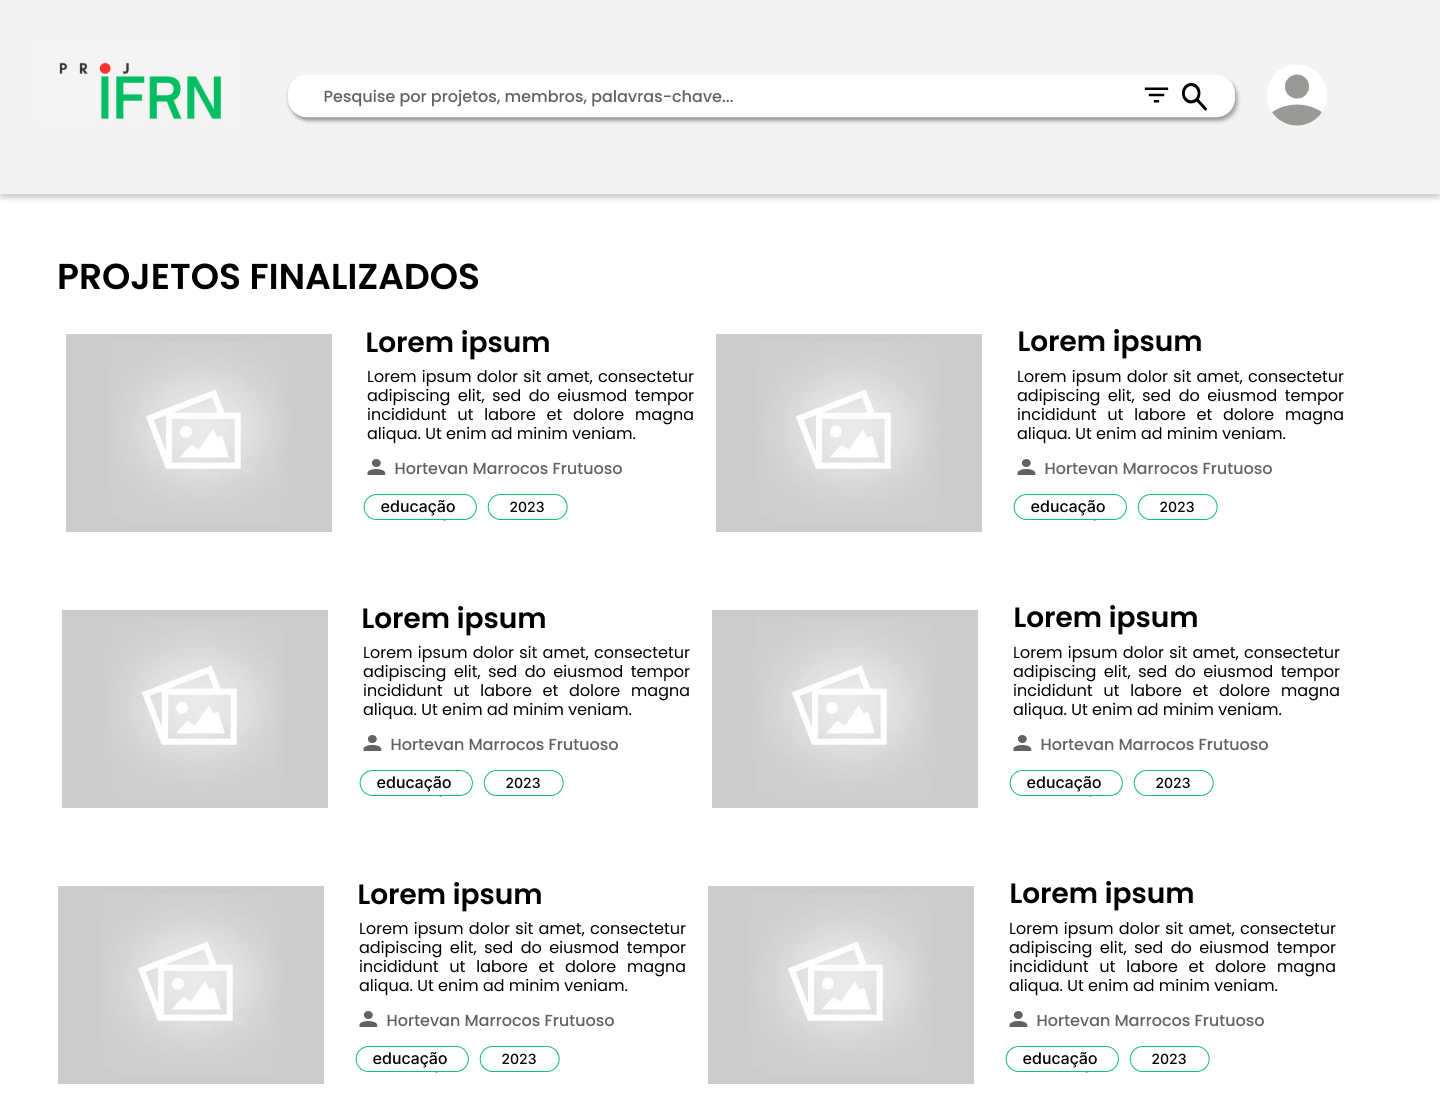 PROJ
IFRN
Pesquise por projetos, membros, palavras-chave...
PROJETOS FINALIZADOS
Lorem ipsum
Lorem ipsum dolor sit amet, consectetur
adipiscing elit, sed do eiusmod tempor
incididunt ut labore et dolore magna
aliqua. Ut enim ad minim veniam.
Hortevan Marrocos Frutuoso
educação 2023
Lorem ipsum
Lorem ipsum dolor sit amet, consectetur
adipiscing elit, sed do eiusmod tempor
incididunt ut labore et dolore magna
aliqua. Ut enim ad minim veniam.
Hortevan Marrocos Frutuoso
educação 2023
Lorem ipsum
Lorem ipsum dolor sit amet, consectetur
adipiscing elit, sed do eiusmod tempor
incididunt ut labore et dolore magna
aliqua. Ut enim ad minim veniam.
Hortevan Marrocos Frutuoso
educação 2023
Lorem ipsum
Lorem ipsum dolor sit amet, consectetur
adipiscing elit, sed do eiusmod tempor
incididunt ut labore et dolore magna
aliqua. Ut enim ad minim veniam.
Hortevan Marrocos Frutuoso
educação 2023
Lorem ipsum
Lorem ipsum dolor sit amet, consectetur
adipiscing elit, sed do eiusmod tempor
incididunt ut labore et dolore magna
aliqua. Ut enim ad minim veniam.
Hortevan Marrocos Frutuoso
educação 2023
Lorem ipsum
Lorem ipsum dolor sit amet, consectetur
adipiscing elit, sed do eiusmod tempor
incididunt ut labore et dolore magna
aliqua. Ut enim ad minim veniam.
Hortevan Marrocos Frutuoso
educação 2023